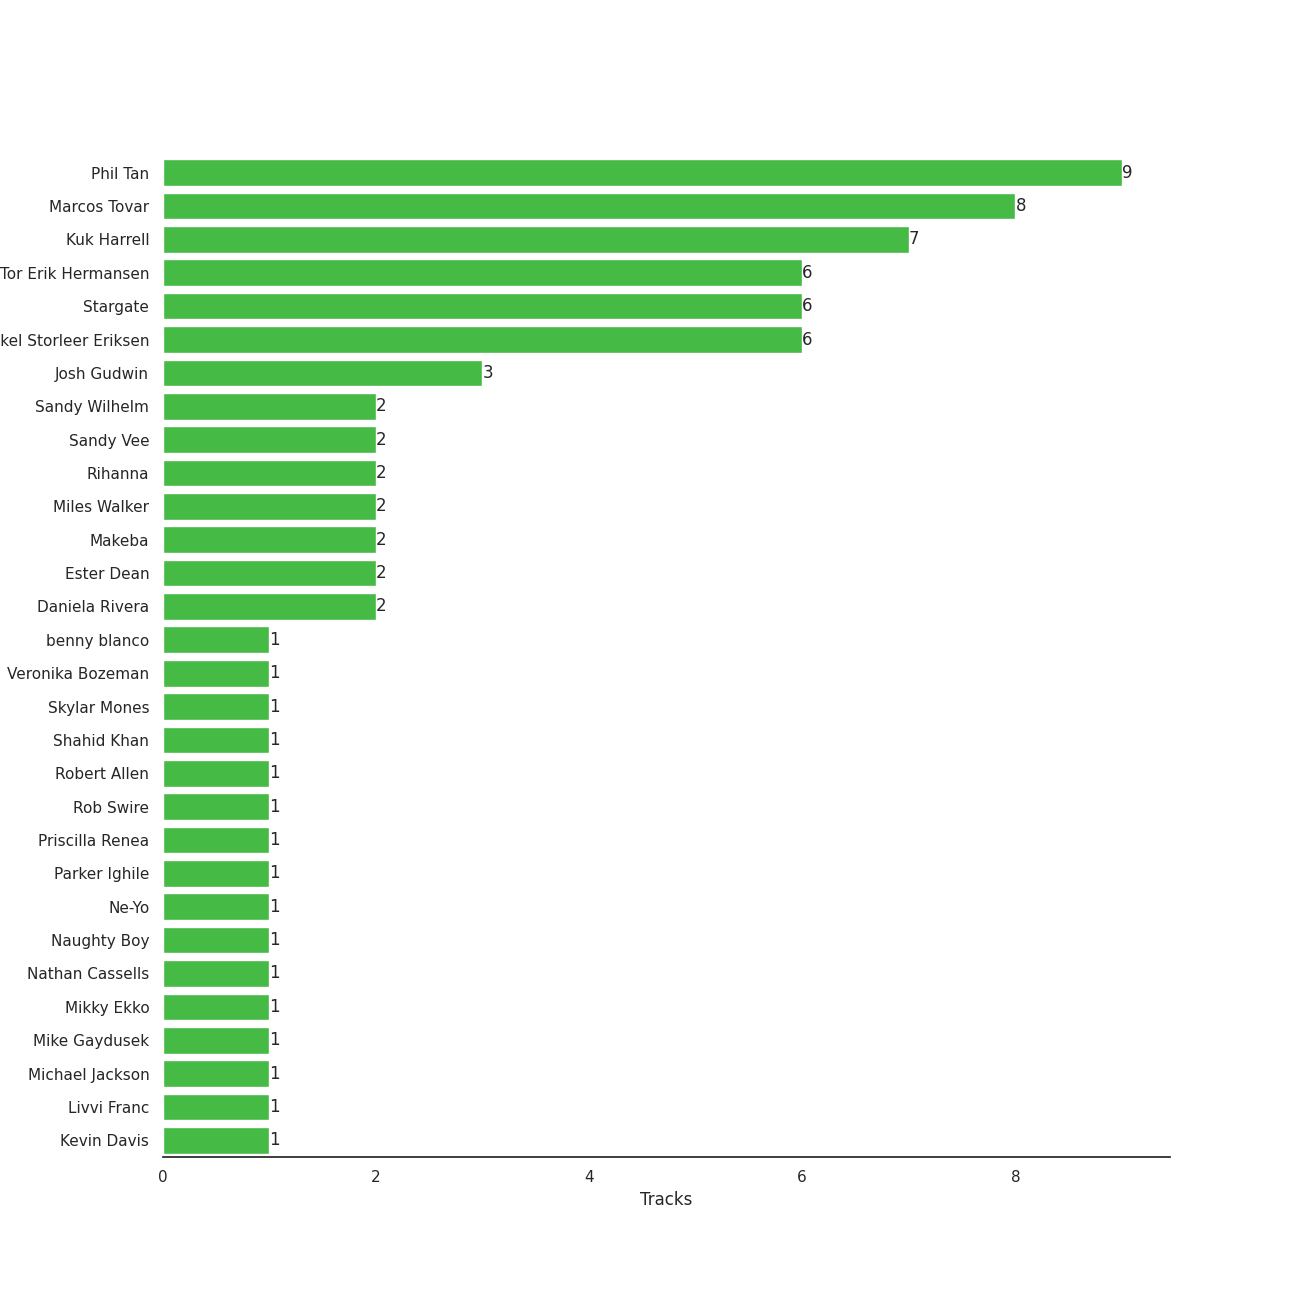 Phil Tan 9
Marcos Tovar 8
Kuk Harrell 7
Tor Erik Hermansen 6
Stargate 6
kel Storleer Eriksen 6
Josh Gudwin 3
Sandy Wilhelm 2
Sandy Vee 2
Rihanna 2
Miles Walker 2
Makeba 2
Ester Dean 2
Daniela Rivera 2
benny blanco 1
Veronika Bozeman 1
Skylar Mones 1
Shahid Khan 1
Robert Allen 1
Rob Swire 1
Priscilla Renea 1
Parker Ighile 1
Ne-Yo 1
Naughty Boy 1
Nathan Cassells 1
Mikky Ekko 1
Mike Gaydusek 1
Michael Jackson 1
Livvi Franc 1
Kevin Davis 1
0 2 4 6 8
Tracks